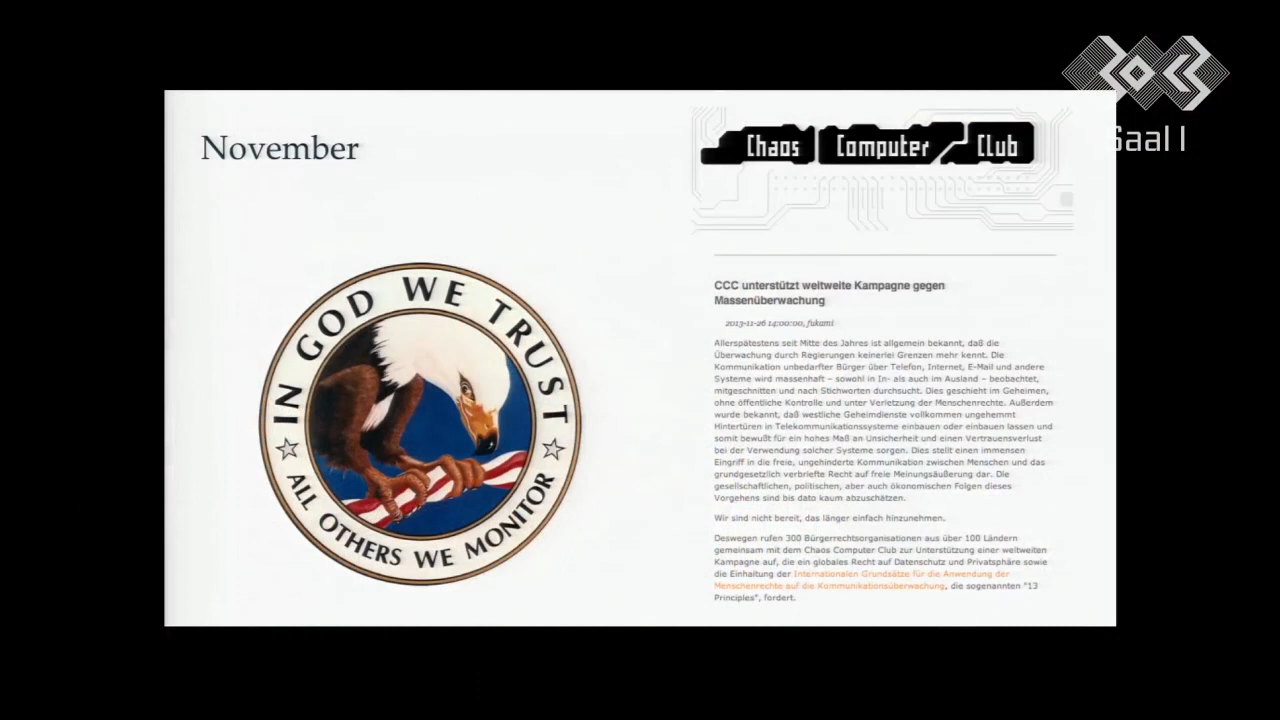 November
Chaos Computer Club
Saal 1
IN GOD WE TRUST
ALL OTHERS WE MONITOR
CCC unterstützt weltweite Kampagne gegen
Massenüberwachung
2013-11-26 14:00:00, fukami
Allerspätestens seit Mitte des Jahres ist allgemein bekannt, daß die
Überwachung durch Regierungen keinerlei Grenzen mehr kennt. Die
Kommunikation unbedarfter Bürger über Telefon, Internet, E-Mail und andere
Systeme wird massenhaft – sowohl in In- als auch im Ausland – beobachtet,
mitgeschnitten und nach Stichworten durchsucht. Dies geschieht im Geheimen,
ohne öffentliche Kontrolle und unter Verletzung der Menschenrechte. Außerdem
wurde bekannt, daß westliche Geheimdienste vollkommen ungehemmt
Hintertüren in Telekommunikationssysteme einbauen oder einbauen lassen und
somit bewußt für ein hohes Maß an Unsicherheit und einen Vertrauensverlust
bei der Verwendung solcher Systeme sorgen. Dies stellt einen immensen
Eingriff in die freie, ungehinderte Kommunikation zwischen Menschen und das
grundgesetzlich verbriefte Recht auf freie Meinungsäußerung dar. Die
gesellschaftlichen, politischen, aber auch ökonomischen Folgen dieses
Vorgehens sind bis dato kaum abzuschätzen.
Wir sind nicht bereit, das länger einfach hinzunehmen.
Deswegen rufen 300 Bürgerrechtsorganisationen aus über 100 Ländern
gemeinsam mit dem Chaos Computer Club zur Unterstützung einer weltweiten
Kampagne auf, die ein globales Recht auf Datenschutz und Privatsphäre sowie
die Einhaltung der Internationalen Grundsätze für die Anwendung der
Menschenrechte auf die Kommunikationsüberwachung, die sogenannten "13
Principles", fordert.